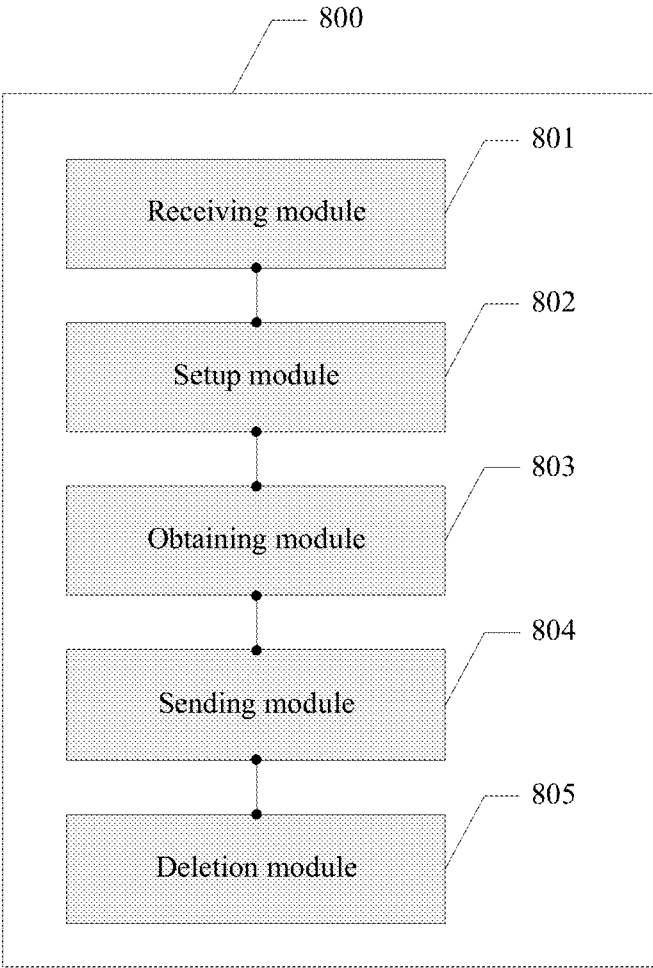 800
801
Receiving module
802
Setup module
803
Obtaining module
804
Sending module
805
Deletion module